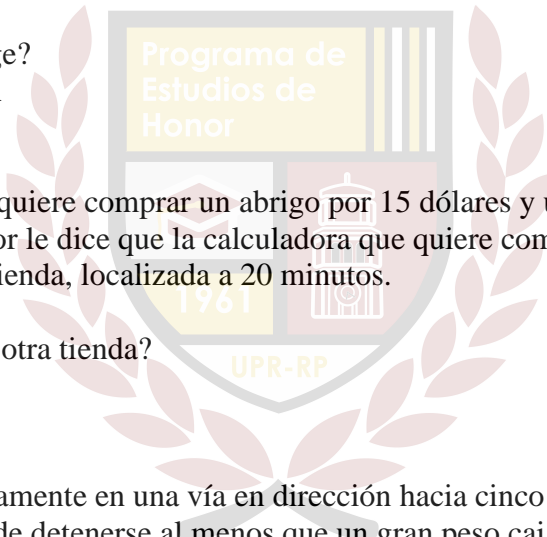 ge?
Programa de
Estudios de
Honor
quiere comprar un abrigo por 15 dólares y
or le dice que la calculadora que quiere com
ienda, localizada a 20 minutos.
1961
otra tienda?
UPR-RP
amente en una vía en dirección hacia cinco
de detenerse al menos que un gran peso cai